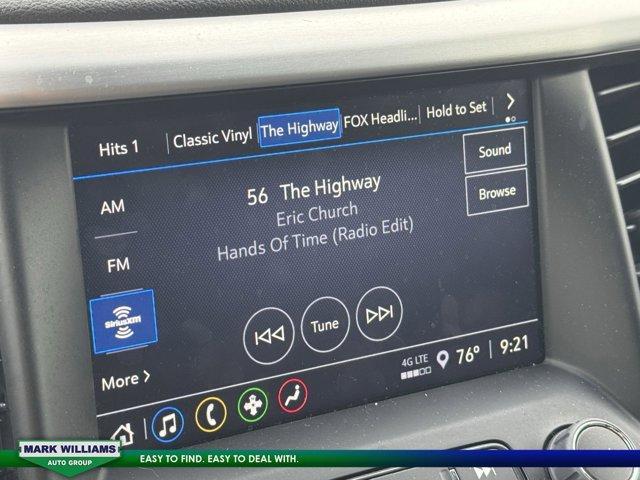 Hits 1
Classic Vinyl
The Highway
FOX Headli...
Hold to Set
AM
FM
SiriusXM
More
56 The Highway
Eric Church
Hands Of Time (Radio Edit)
Sound
Browse
Tune
4G LTE
76°
9:21
MARK WILLIAMS
AUTO GROUP
EASY TO FIND. EASY TO DEAL WITH.